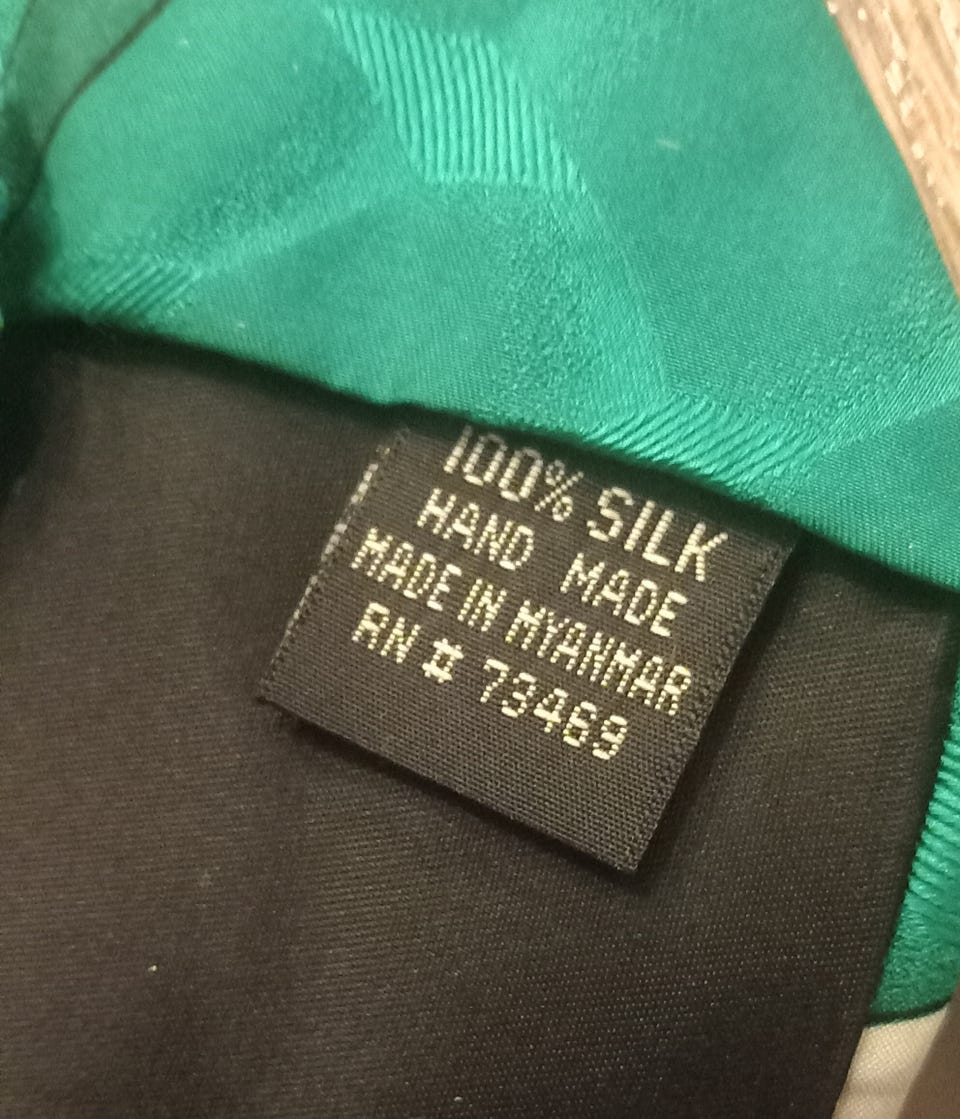 100% SILK
HAND MADE
MADE IN MYANMAR
RN # 73469